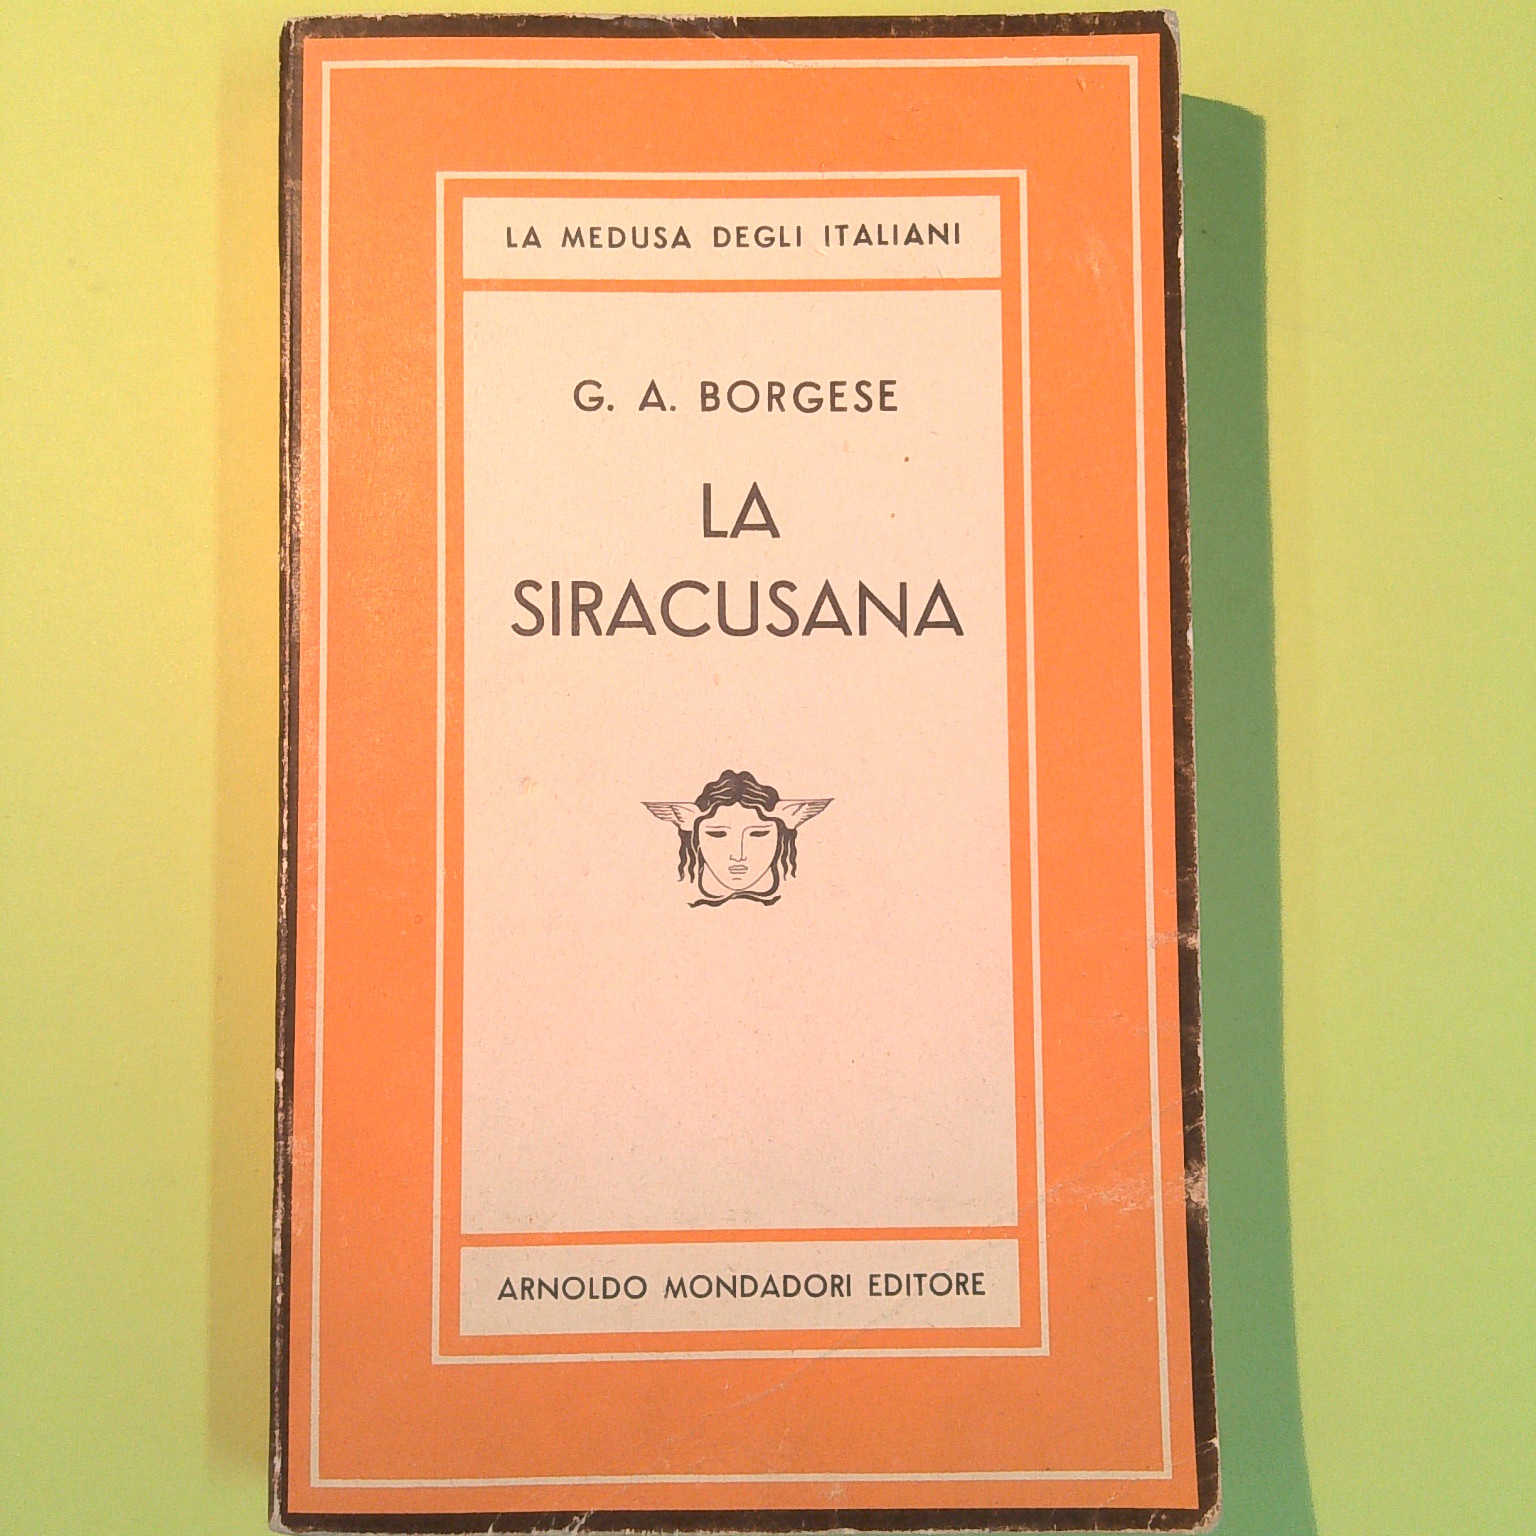 LA MEDUSA DEGLI ITALIANI
G. A. BORGESE
LA
SIRACUSANA
ARNOLDO MONDADORI EDITORE